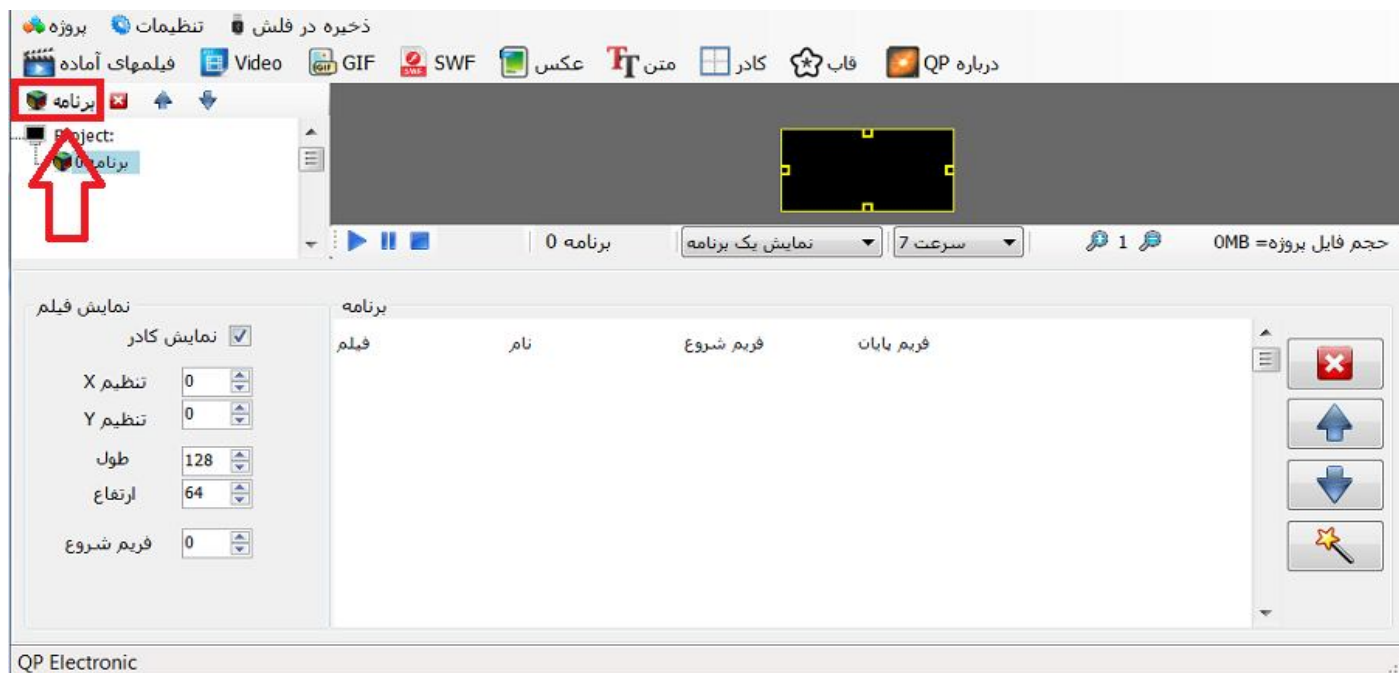 پروژه تنظیمات ذخیره در فلش
فیلمهای آماده Video GIF SWF عکس متن کادر قاب درباره QP
برنامه
Project:
برنامه 0
برنامه 0 نمایش یک برنامه سرعت 7 1 حجم فایل پروژه= 0MB
نمایش فیلم
نمایش کادر
تنظیم X 0
تنظیم Y 0
طول 128
ارتفاع 64
فریم شروع 0
برنامه
فیلم نام فریم شروع فریم پایان
QP Electronic